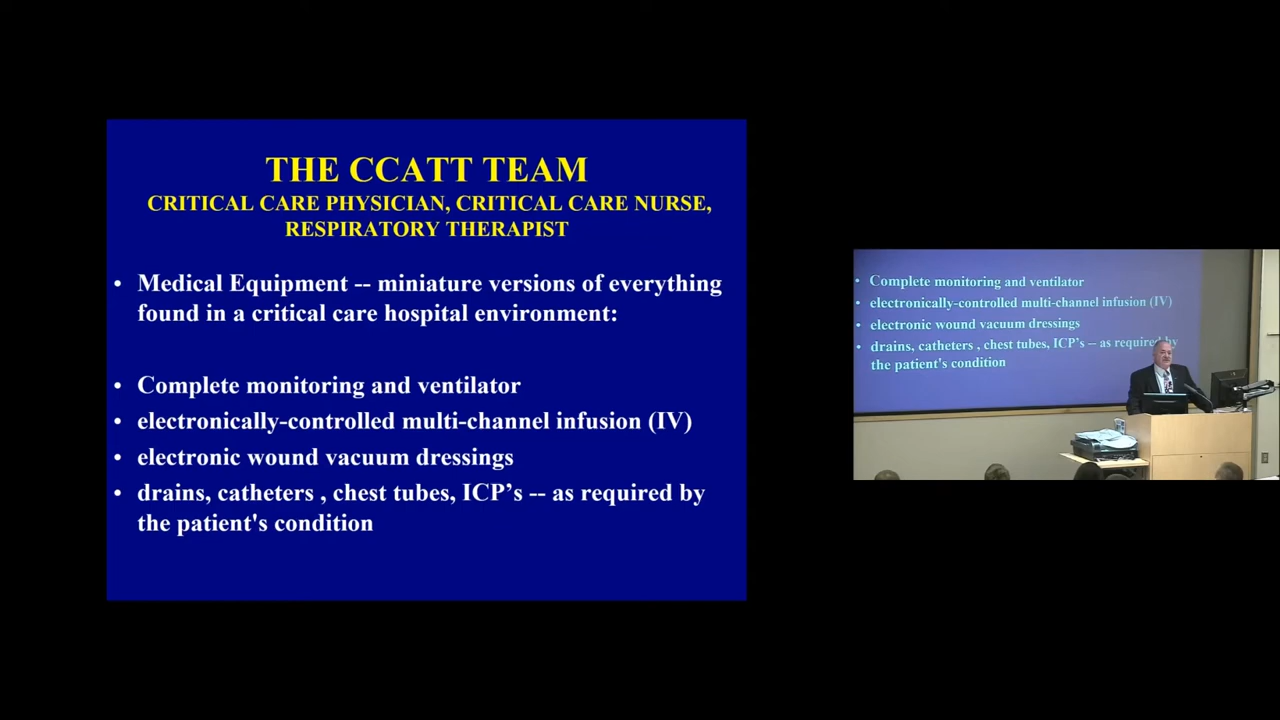 THE CCATT TEAM
CRITICAL CARE PHYSICIAN, CRITICAL CARE NURSE,
RESPIRATORY THERAPIST
• Medical Equipment -- miniature versions of everything
found in a critical care hospital environment:
• Complete monitoring and ventilator
• electronically-controlled multi-channel infusion (IV)
• electronic wound vacuum dressings
• drains, catheters , chest tubes, ICP’s -- as required by
the patient's condition
• Complete monitoring and ventilator
• electronically-controlled multi-channel infusion (IV)
• electronic wound vacuum dressings
• drains, catheters , chest tubes, ICP’s -- as required by
the patient's condition